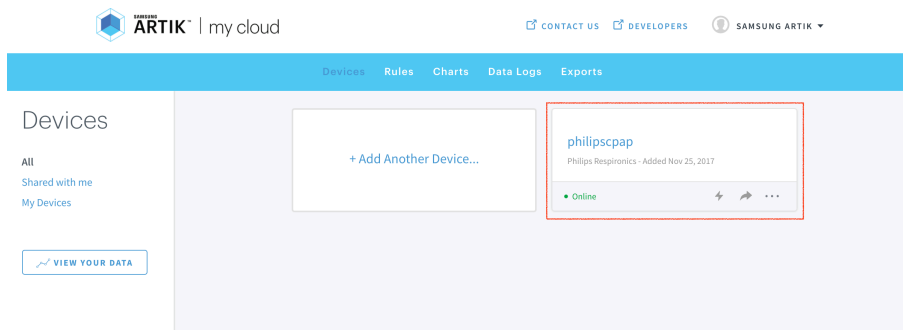 SAMSUNG
ARTIK™ | my cloud
CONTACT US
DEVELOPERS
SAMSUNG ARTIK
Devices
Rules
Charts
Data Logs
Exports
Devices
All
Shared with me
My Devices
VIEW YOUR DATA
+ Add Another Device...
philipscpap
Philips Respironics - Added Nov 25, 2017
Online